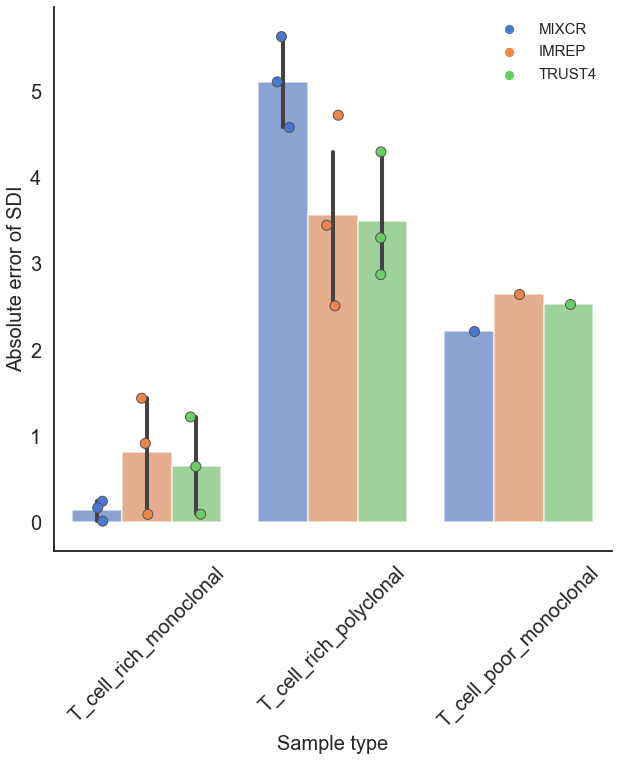 MIXCR
IMREP
TRUST4
Absolute error of SDI
5
4
3
2
1
0
T_cell_rich_monoclonal
T_cell_rich_polyclonal
T_cell_poor_monoclonal
Sample type